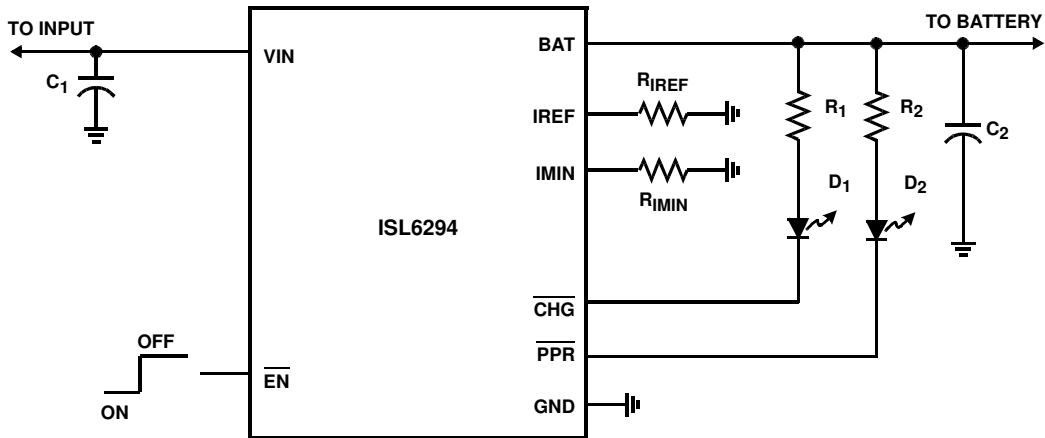 TO INPUT
C1
VIN
BAT
TO BATTERY
RIREF
IREF
R1
R2
C2
IMIN
RIMIN
D1
D2
ISL6294
CHG
PPR
OFF
ON
EN
GND